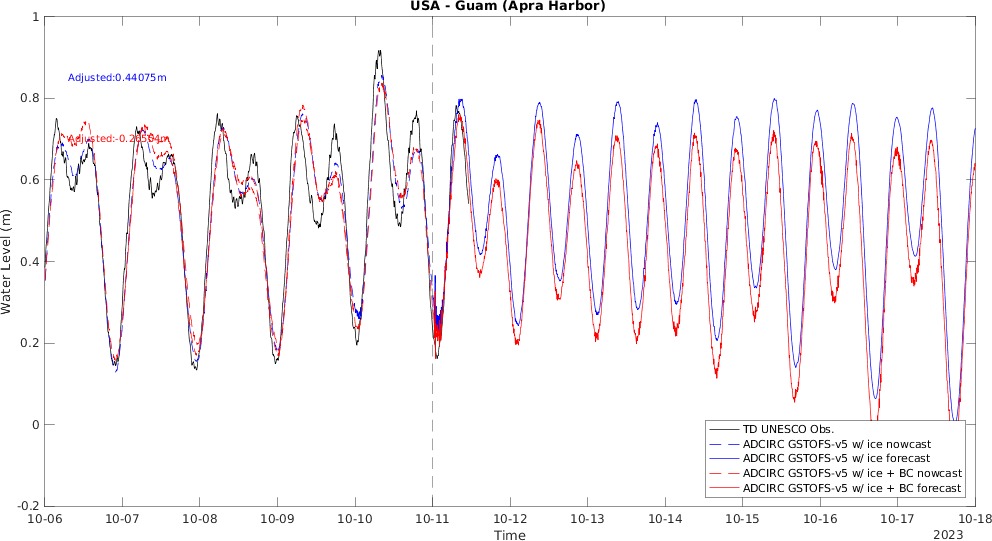 USA - Guam (Apra Harbor)
1
Adjusted:0.44075m
0.8
0.6
Water Level (m)
0.4
0.2
0
TD UNESCO Obs.
ADCIRC GSTOFS-v5 w/ ice nowcast
ADCIRC GSTOFS-v5 w/ ice forecast
ADCIRC GSTOFS-v5 w/ ice + BC nowcast
ADCIRC GSTOFS-v5 w/ ice + BC forecast
-0.2
10-06 10-07 10-08 10-09 10-10 10-11 10-12 10-13 10-14 10-15 10-16 10-17 10-18
Time
2023